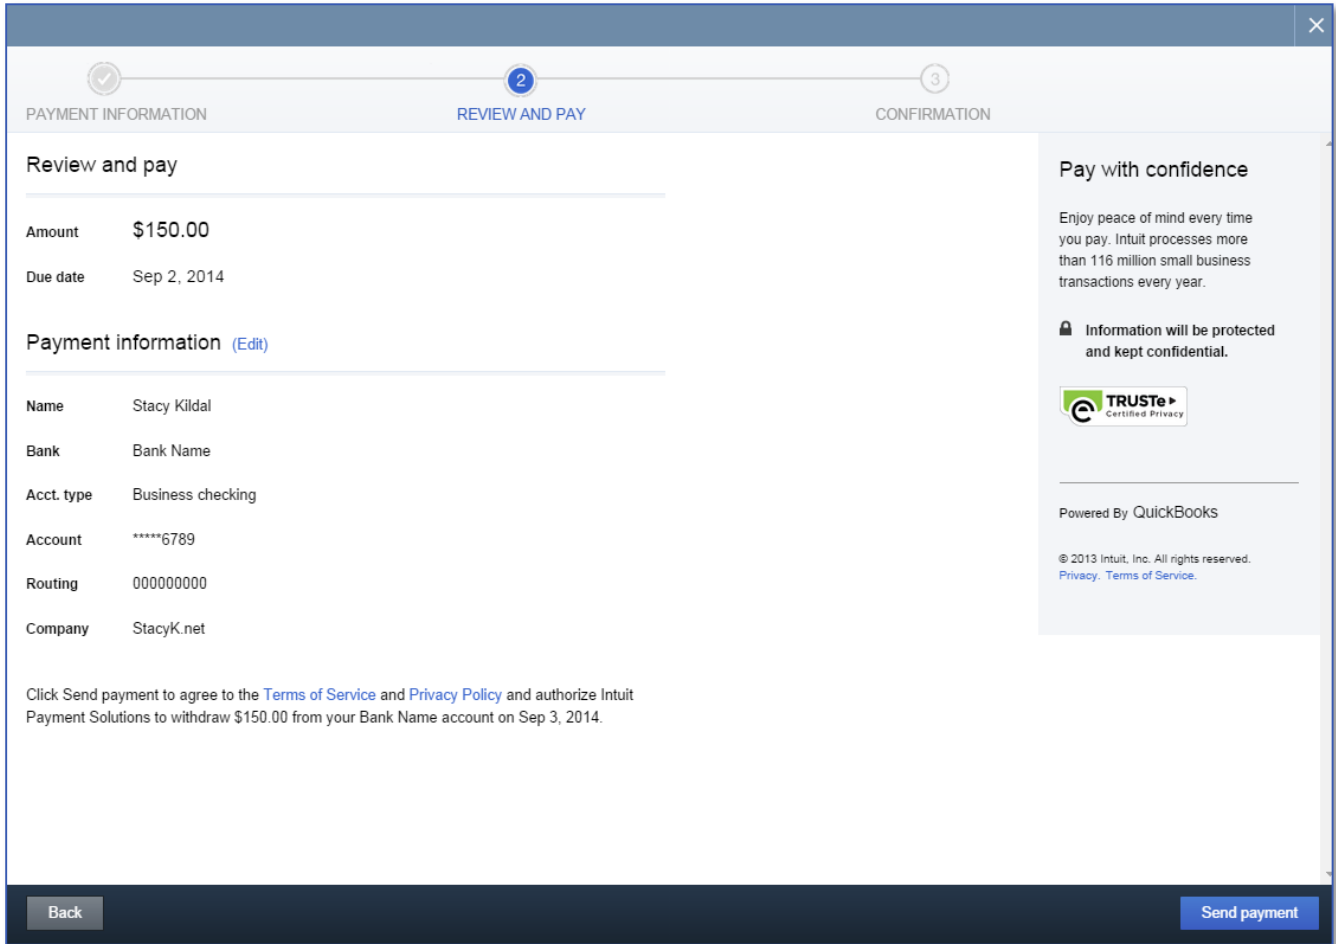 2
3
PAYMENT INFORMATION
REVIEW AND PAY
CONFIRMATION
Review and pay
Amount $150.00
Due date Sep 2, 2014
Payment information (Edit)
Name Stacy Kildal
Bank Bank Name
Acct. type Business checking
Account *****6789
Routing 000000000
Company StacyK.net
Click Send payment to agree to the Terms of Service and Privacy Policy and authorize Intuit
Payment Solutions to withdraw $150.00 from your Bank Name account on Sep 3, 2014.
Pay with confidence
Enjoy peace of mind every time
you pay. Intuit processes more
than 116 million small business
transactions every year.
Information will be protected
and kept confidential.
e TRUSTe
Certified Privacy
Powered By QuickBooks
© 2013 Intuit, Inc. All rights reserved.
Privacy. Terms of Service.
Back
Send payment